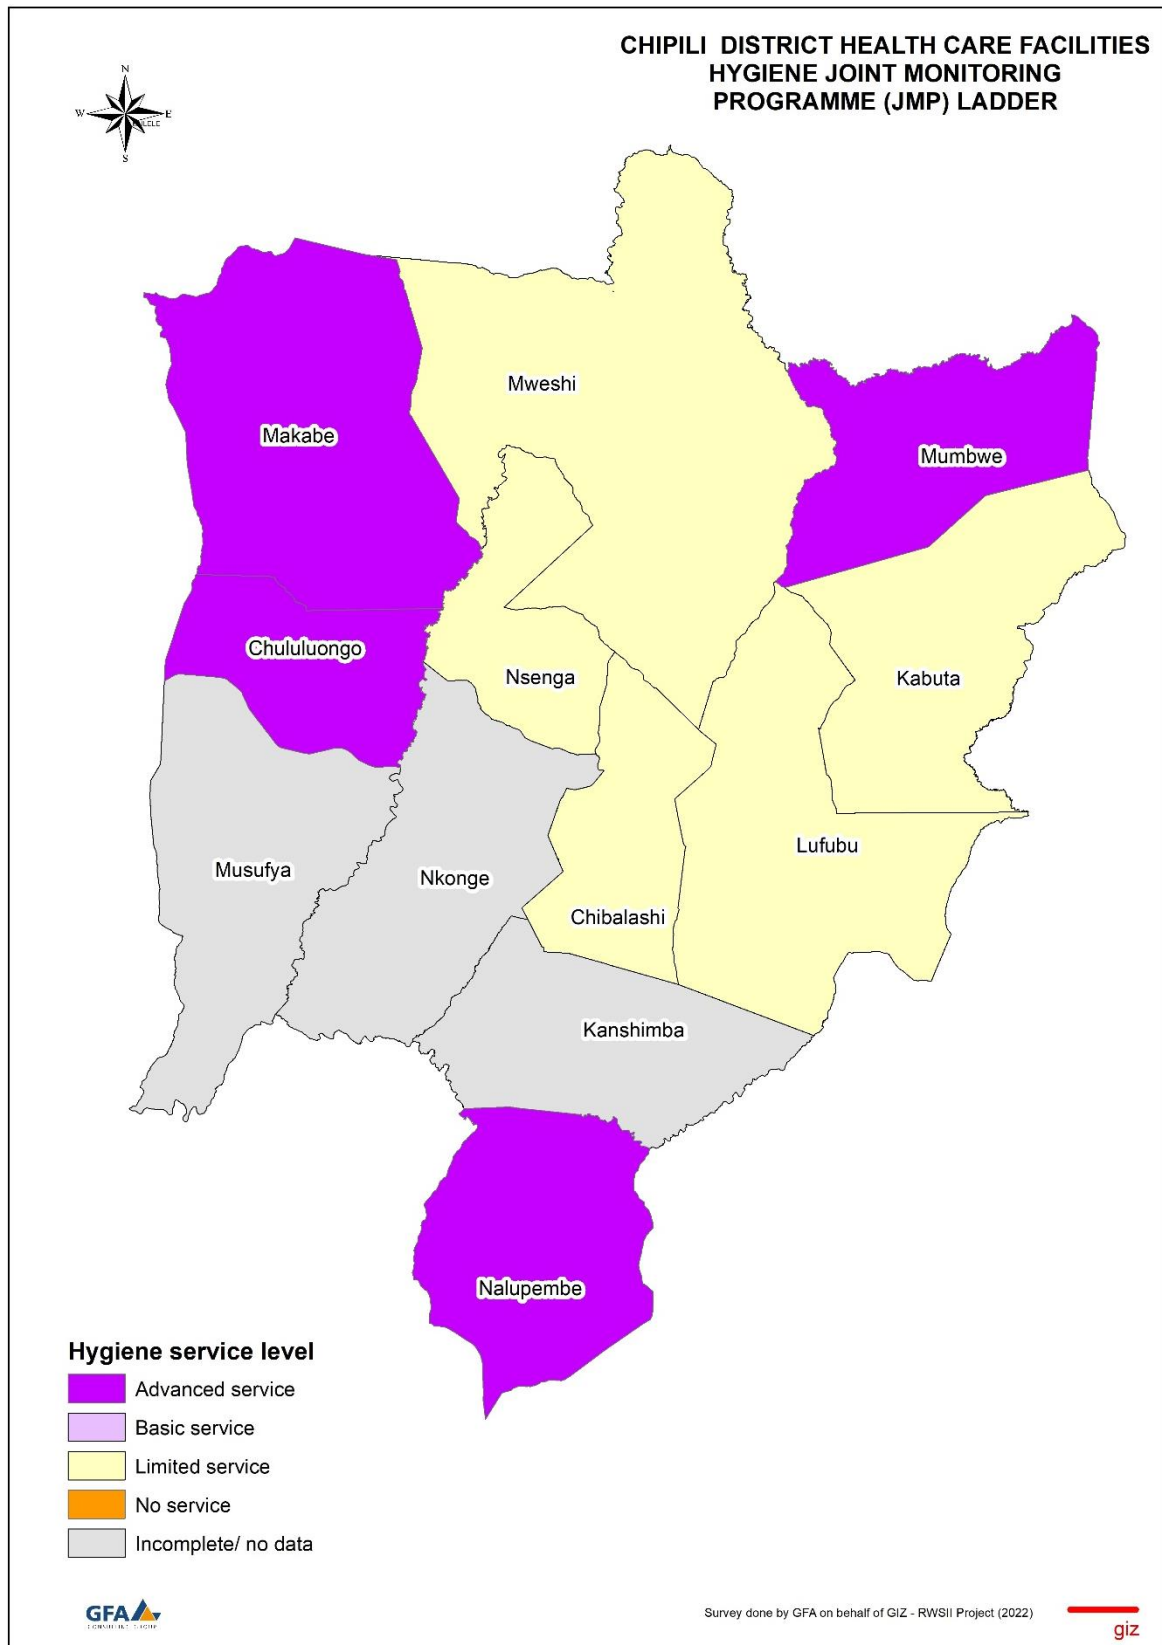 CHIPILI DISTRICT HEALTH CARE FACILITIES
HYGIENE JOINT MONITORING
PROGRAMME (JMP) LADDER
N
W
E
S
Mweshi
Makabe
Mumbwe
Chululuongo
Nsenga
Kabuta
Lufubu
Musufya
Nkonge
Chibalashi
Kanshimba
Nalupembe
Hygiene service level
Advanced service
Basic service
Limited service
No service
Incomplete/ no data
GFA
CONSULTING GROUP
Survey done by GFA on behalf of GIZ - RWSII Project (2022)
giz